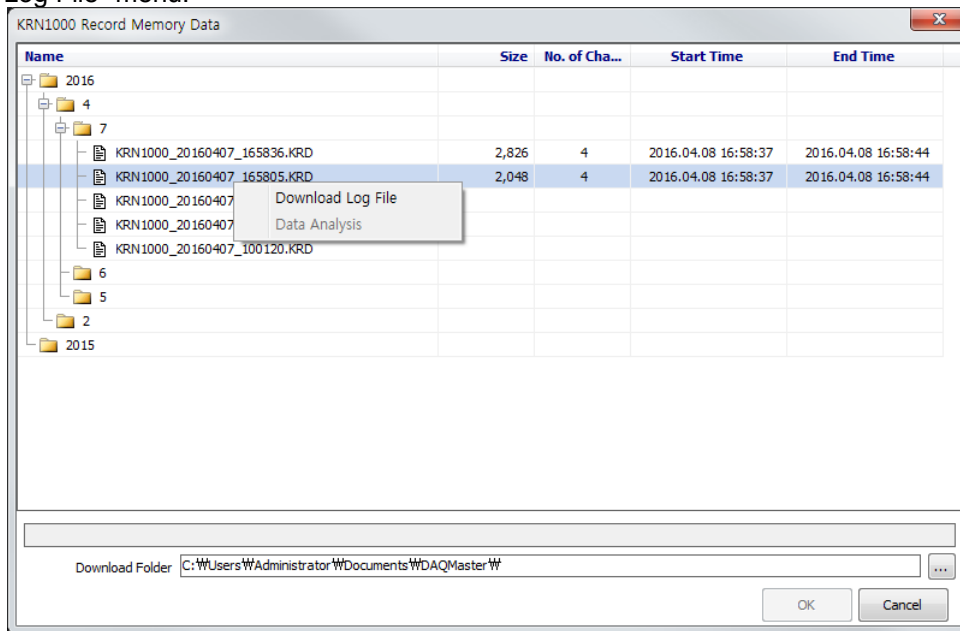 Log File" menu.
KRN1000 Record Memory Data
Name Size No. of Cha... Start Time End Time
2016
4
7
KRN1000_20160407_165836.KRD 2,826 4 2016.04.08 16:58:37 2016.04.08 16:58:44
KRN1000_20160407_165805.KRD 2,048 4 2016.04.08 16:58:37 2016.04.08 16:58:44
KRN1000_20160407 Download Log File
KRN1000_20160407 Data Analysis
KRN1000_20160407_100120.KRD
6
5
2
2015
Download Folder C:₩Users₩Administrator₩Documents₩DAQMaster₩ ...
OK Cancel